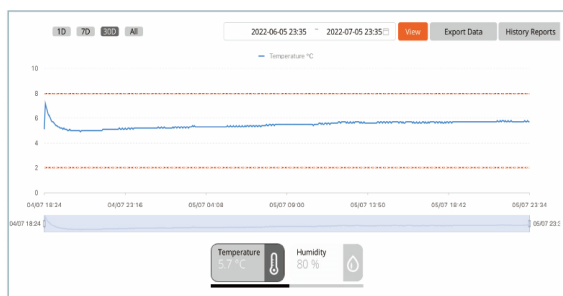 1D 7D 30D All 2022-06-05 23:35 ~ 2022-07-05 23:35 View Export Data History Reports
Temperature °C
10
8
6
4
2
0
04/07 18:34 04/07 23:16 05/07 04:08 05/07 09:00 05/07 13:50 05/07 18:42 05/07 23:34
04/07 18:24 05/07 23:3
Temperature Humidity
5.7 °C 80 %